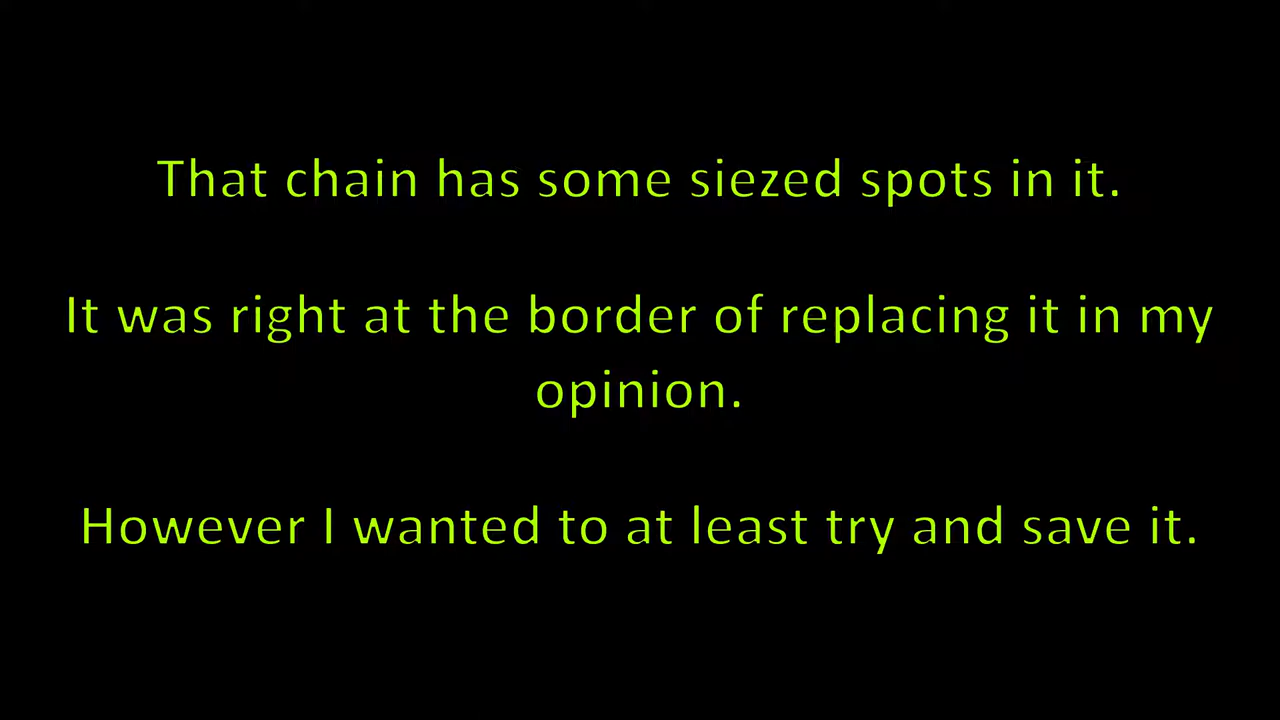 That chain has some siezed spots in it.
It was right at the border of replacing it in my
opinion.
However I wanted to at least try and save it.